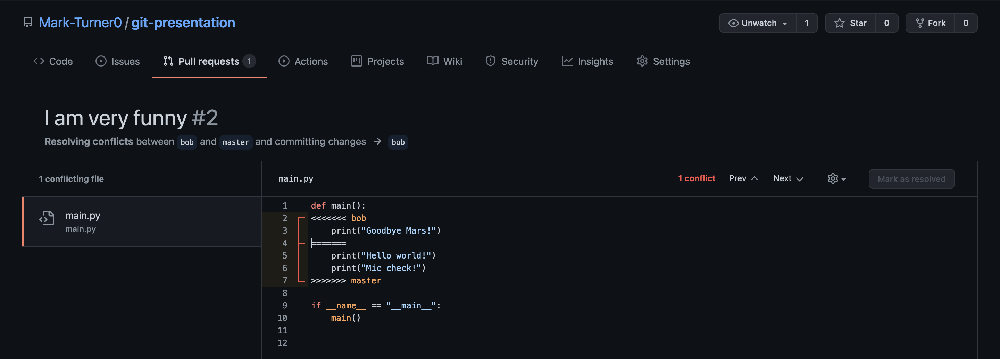 Mark-Turner0 / git-presentation
Unwatch 1 Star 0 Fork 0
Code Issues Pull requests 1 Actions Projects Wiki Security Insights Settings
I am very funny #2
Resolving conflicts between bob and master and committing changes → bob
1 conflicting file
main.py
main.py
main.py 1 conflict Prev Next Mark as resolved
1 def main():
2 <<<<<<< bob
3     print("Goodbye Mars!")
4 =======
5     print("Hello world!")
6     print("Mic check!")
7 >>>>>>> master
8
9 if __name__ == "__main__":
10     main()
11
12